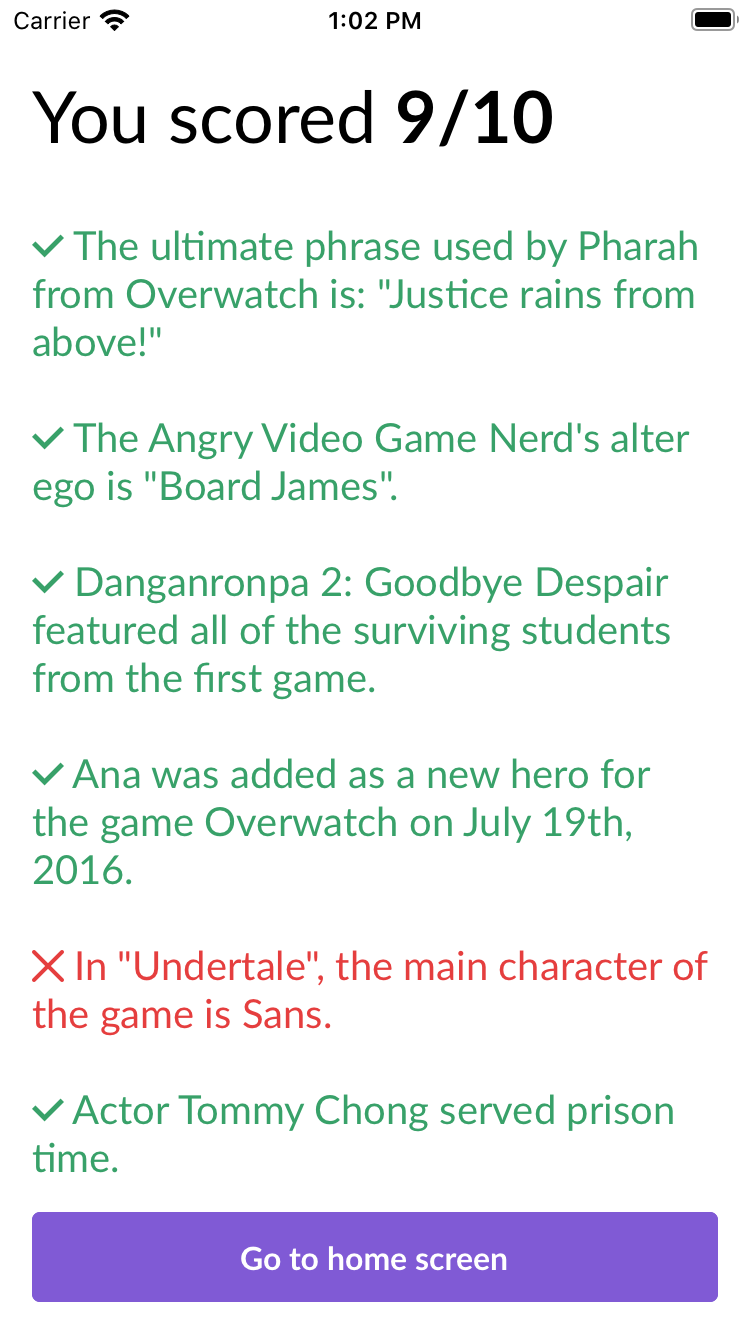 Carrier 1:02 PM
You scored 9/10
The ultimate phrase used by Pharah
from Overwatch is: "Justice rains from
above!"
The Angry Video Game Nerd's alter
ego is "Board James".
Danganronpa 2: Goodbye Despair
featured all of the surviving students
from the first game.
Ana was added as a new hero for
the game Overwatch on July 19th,
2016.
In "Undertale", the main character of
the game is Sans.
Actor Tommy Chong served prison
time.
Go to home screen